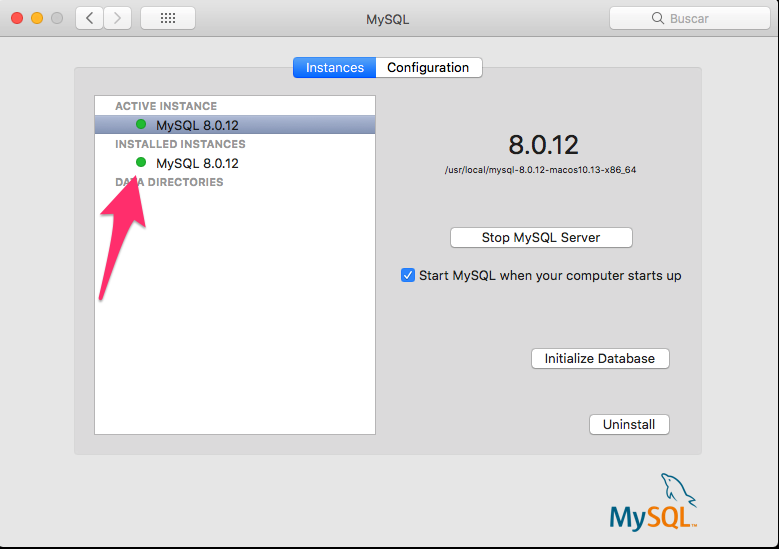 MySQL
Buscar
Instances
Configuration
ACTIVE INSTANCE
MySQL 8.0.12
INSTALLED INSTANCES
MySQL 8.0.12
DATA DIRECTORIES
8.0.12
/usr/local/mysql-8.0.12-macos10.13-x86_64
Stop MySQL Server
Start MySQL when your computer starts up
Initialize Database
Uninstall
MySQL™